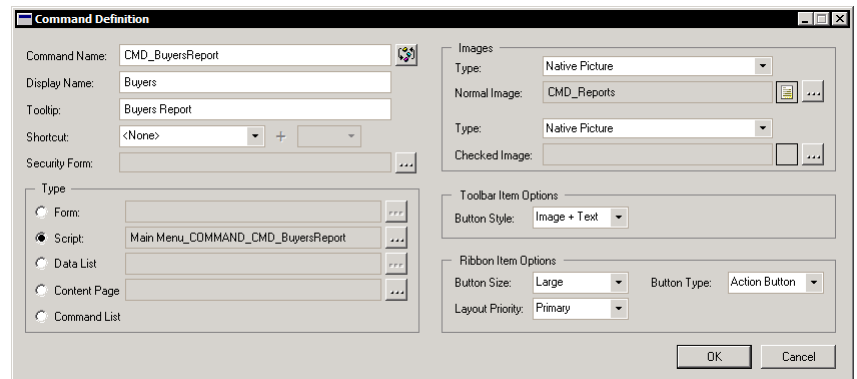 Command Definition
Command Name: CMD_BuyersReport
Display Name: Buyers
Tooltip: Buyers Report
Shortcut: <None> +
Security Form: ...
Type
Form: ...
Script: Main Menu_COMMAND_CMD_BuyersReport ...
Data List ...
Content Page ...
Command List
Images
Type: Native Picture
Normal Image: CMD_Reports ...
Type: Native Picture
Checked Image: ...
Toolbar Item Options
Button Style: Image + Text
Ribbon Item Options
Button Size: Large Button Type: Action Button
Layout Priority: Primary
OK Cancel